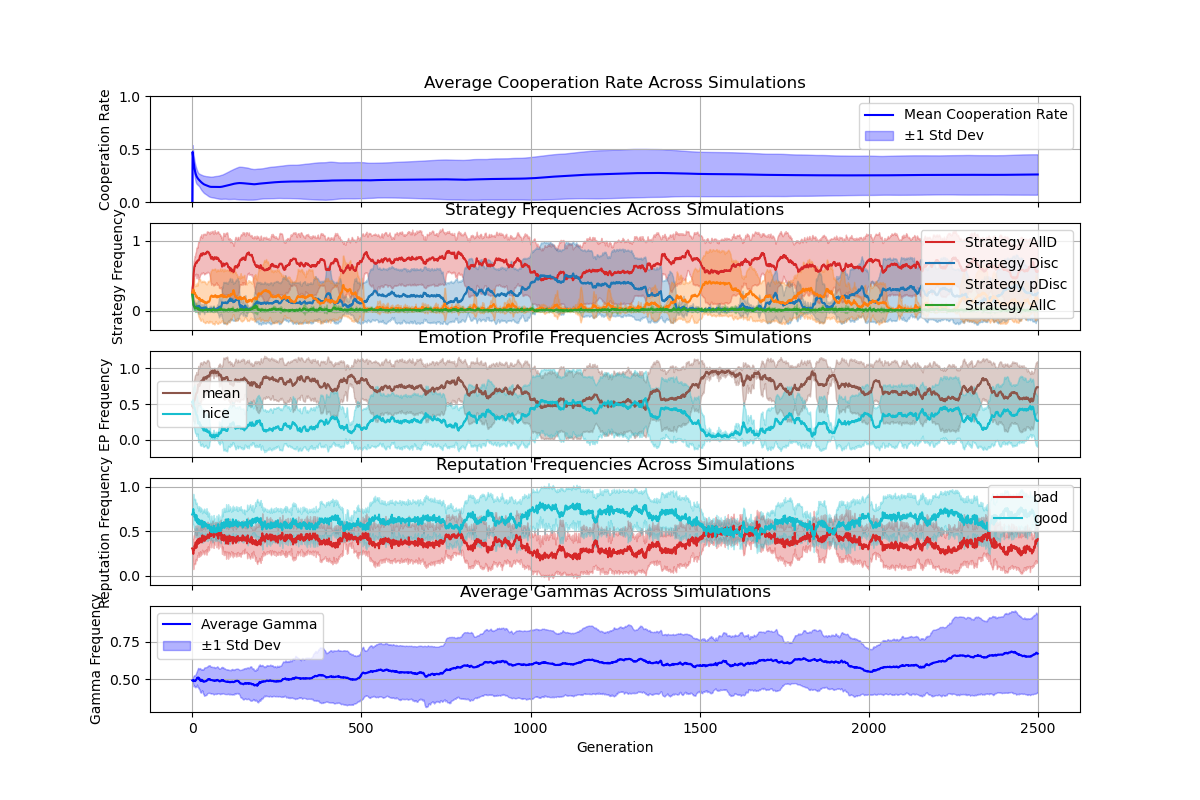 Average Cooperation Rate Across Simulations
Cooperation Rate
1.0
0.5
0.0
Mean Cooperation Rate
±1 Std Dev
Strategy Frequencies Across Simulations
Strategy Frequency
1
0
Strategy AllD
Strategy Disc
Strategy pDisc
Strategy AllC
Emotion Profile Frequencies Across Simulations
EP Frequency
1.0
0.5
0.0
mean
nice
Reputation Frequencies Across Simulations
Reputation Frequency
1.0
0.5
0.0
bad
good
Average Gammas Across Simulations
Gamma Frequency
0.75
0.50
Average Gamma
±1 Std Dev
0 500 1000 1500 2000 2500
Generation